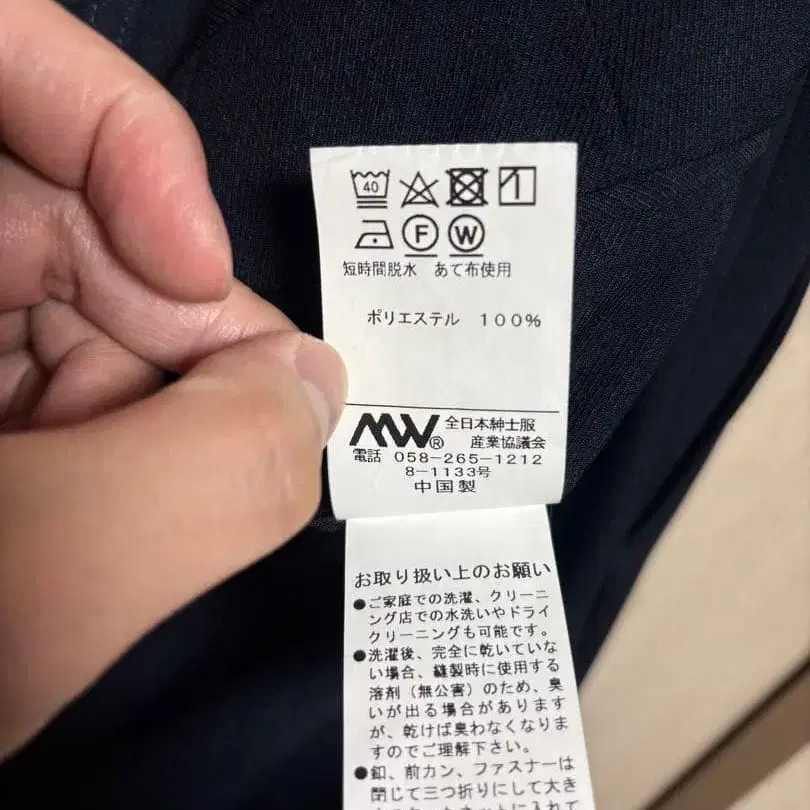 40
F W
短時間脱水 あて布使用
ポリエステル 100%
MW® 全日本紳士服
産業協議会
電話 058-265-1212
8-1133号
中国製
お取り扱い上のお願い
●ご家庭での洗濯、クリーニ
ング店での水洗いやドライ
クリーニングも可能です。
●洗濯後、完全に乾いていな
い場合、縫製時に使用する
溶剤（無公害）のため、臭
いが出る場合があります
が、乾けば臭わなくなりま
すのでご理解下さい。
●釦、前カン、ファスナーは
閉じて三つ折りにして大き